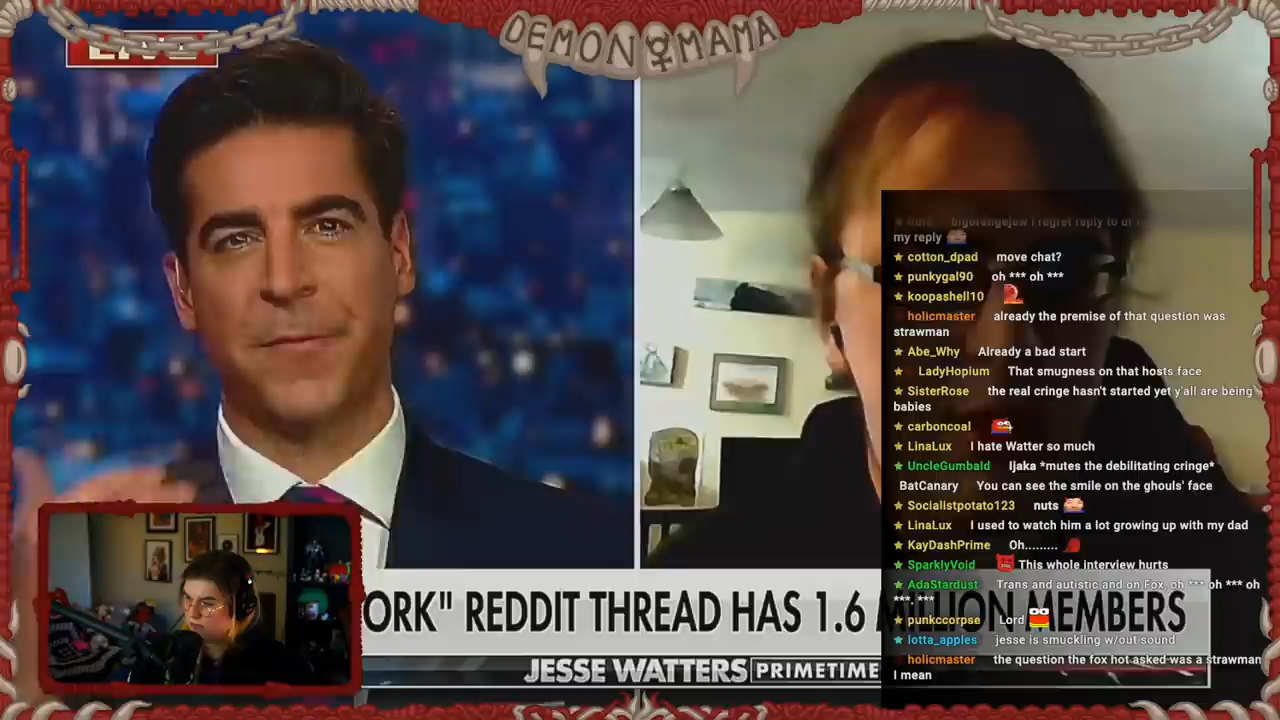 LIVE
DEMON MAMA
my reply
cotton_dpad move chat?
punkygal90 oh *** oh ***
koopashell10
holicmaster already the premise of that question was
strawman
Abe_Why Already a bad start
LadyHopium That smugness on that hosts face
SisterRose the real cringe hasn't started yet y'all are being
babies
carboncoal
LinaLux I hate Watter so much
UncleGumbald Ijaka *mutes the debilitating cringe*
BatCanary You can see the smile on the ghouls' face
Socialistpotato123 nuts
LinaLux I used to watch him a lot growing up with my dad
KayDashPrime Oh.........
SparklyVoid This whole interview hurts
AdaStardust Trans and autistic and on Fox, oh *** oh *** oh
***, ***
punkccorpse Lord
lotta_apples jesse is smuckling w/out sound
holicmaster the question the fox hot asked was a strawman
I mean
ORK" REDDIT THREAD HAS 1.6 MILLION MEMBERS
JESSE WATTERS PRIMETIME